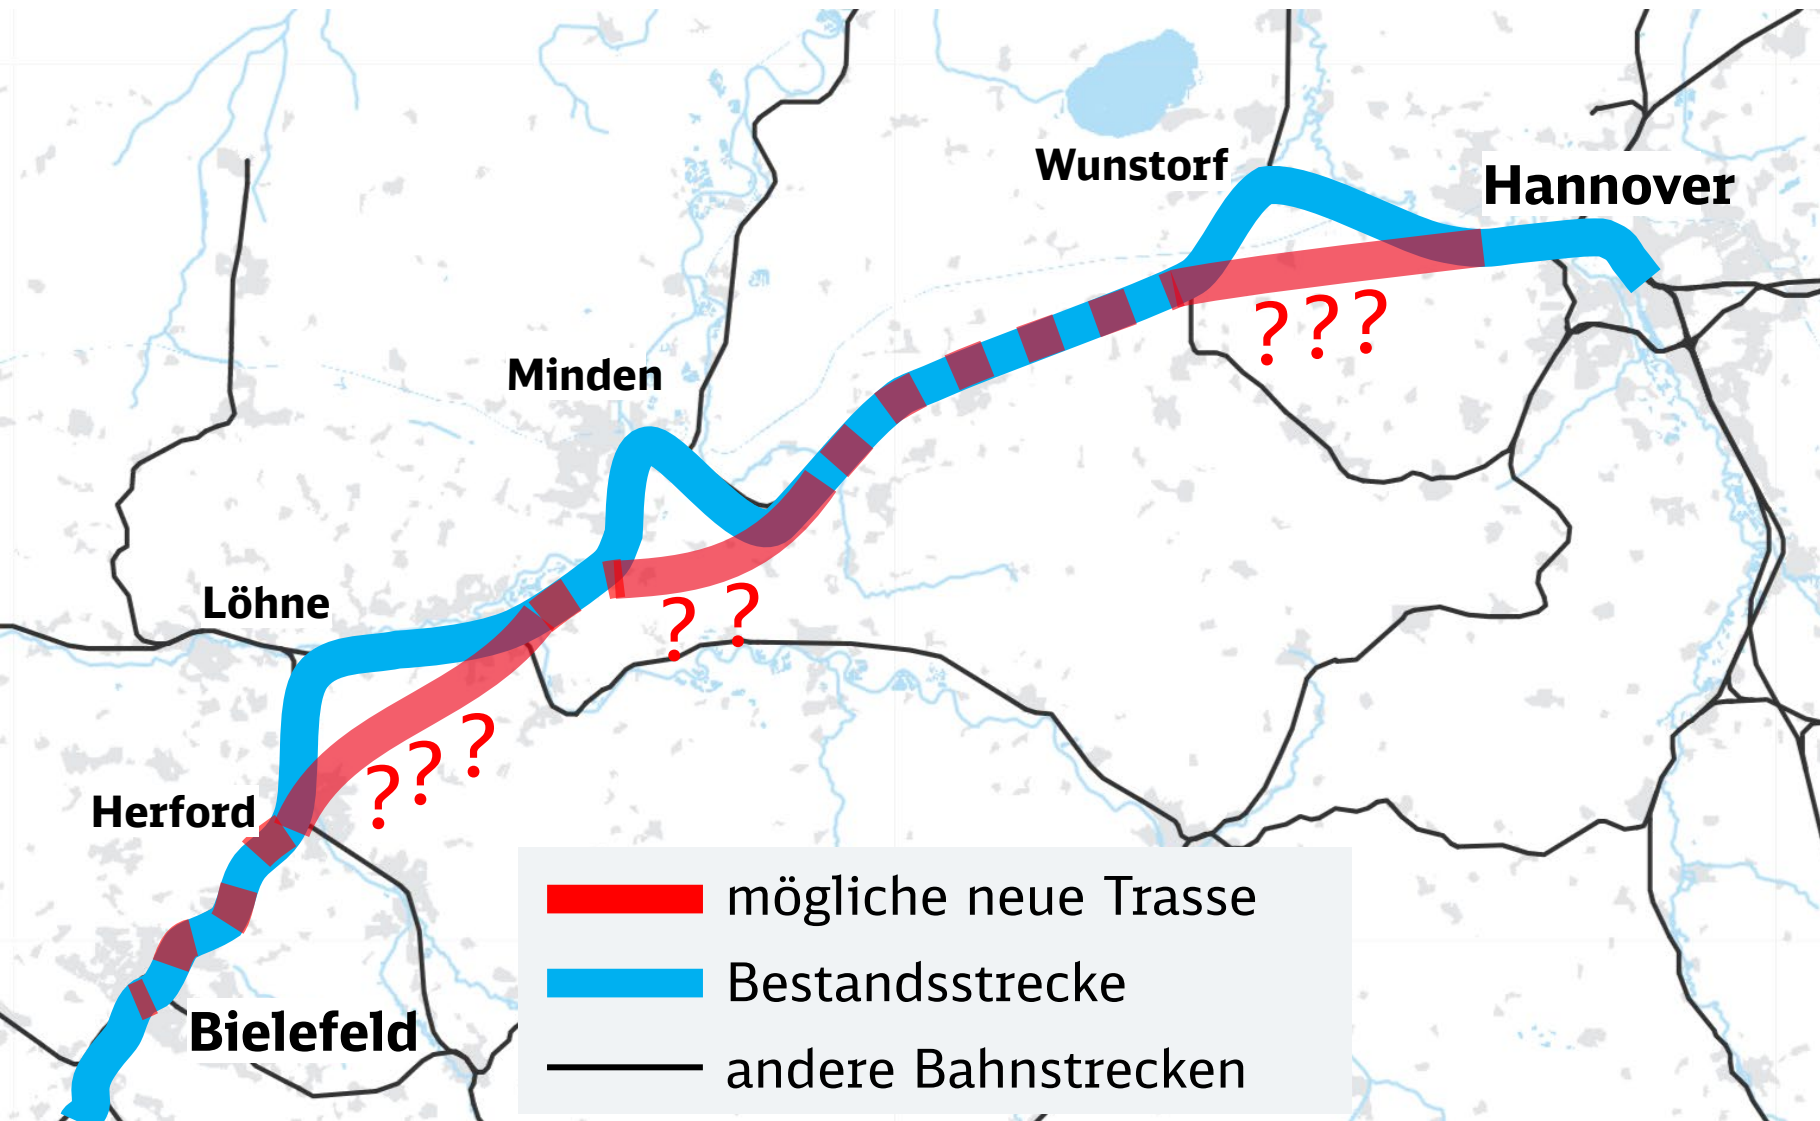 Wunstorf
Hannover
? ? ?
Minden
? ?
Löhne
? ? ?
Herford
Bielefeld
mögliche neue Trasse
Bestandsstrecke
andere Bahnstrecken